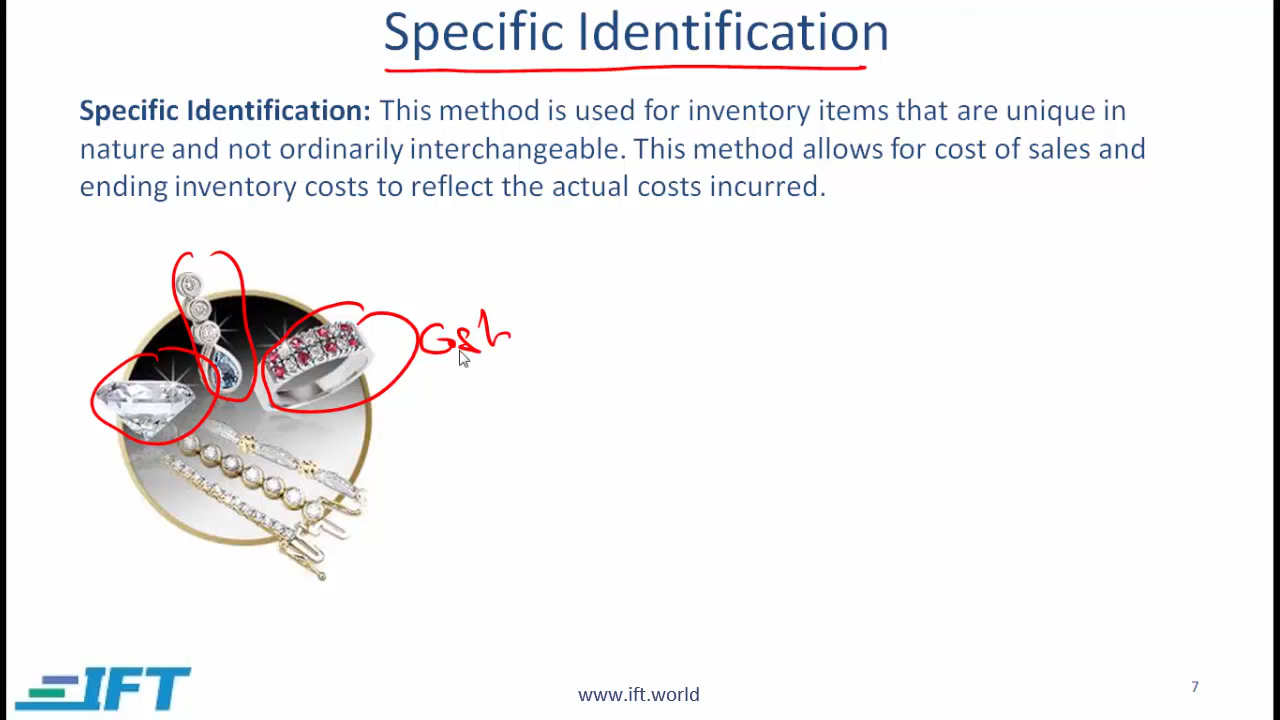 Specific Identification
Specific Identification: This method is used for inventory items that are unique in
nature and not ordinarily interchangeable. This method allows for cost of sales and
ending inventory costs to reflect the actual costs incurred.
IFT
www.ift.world
7